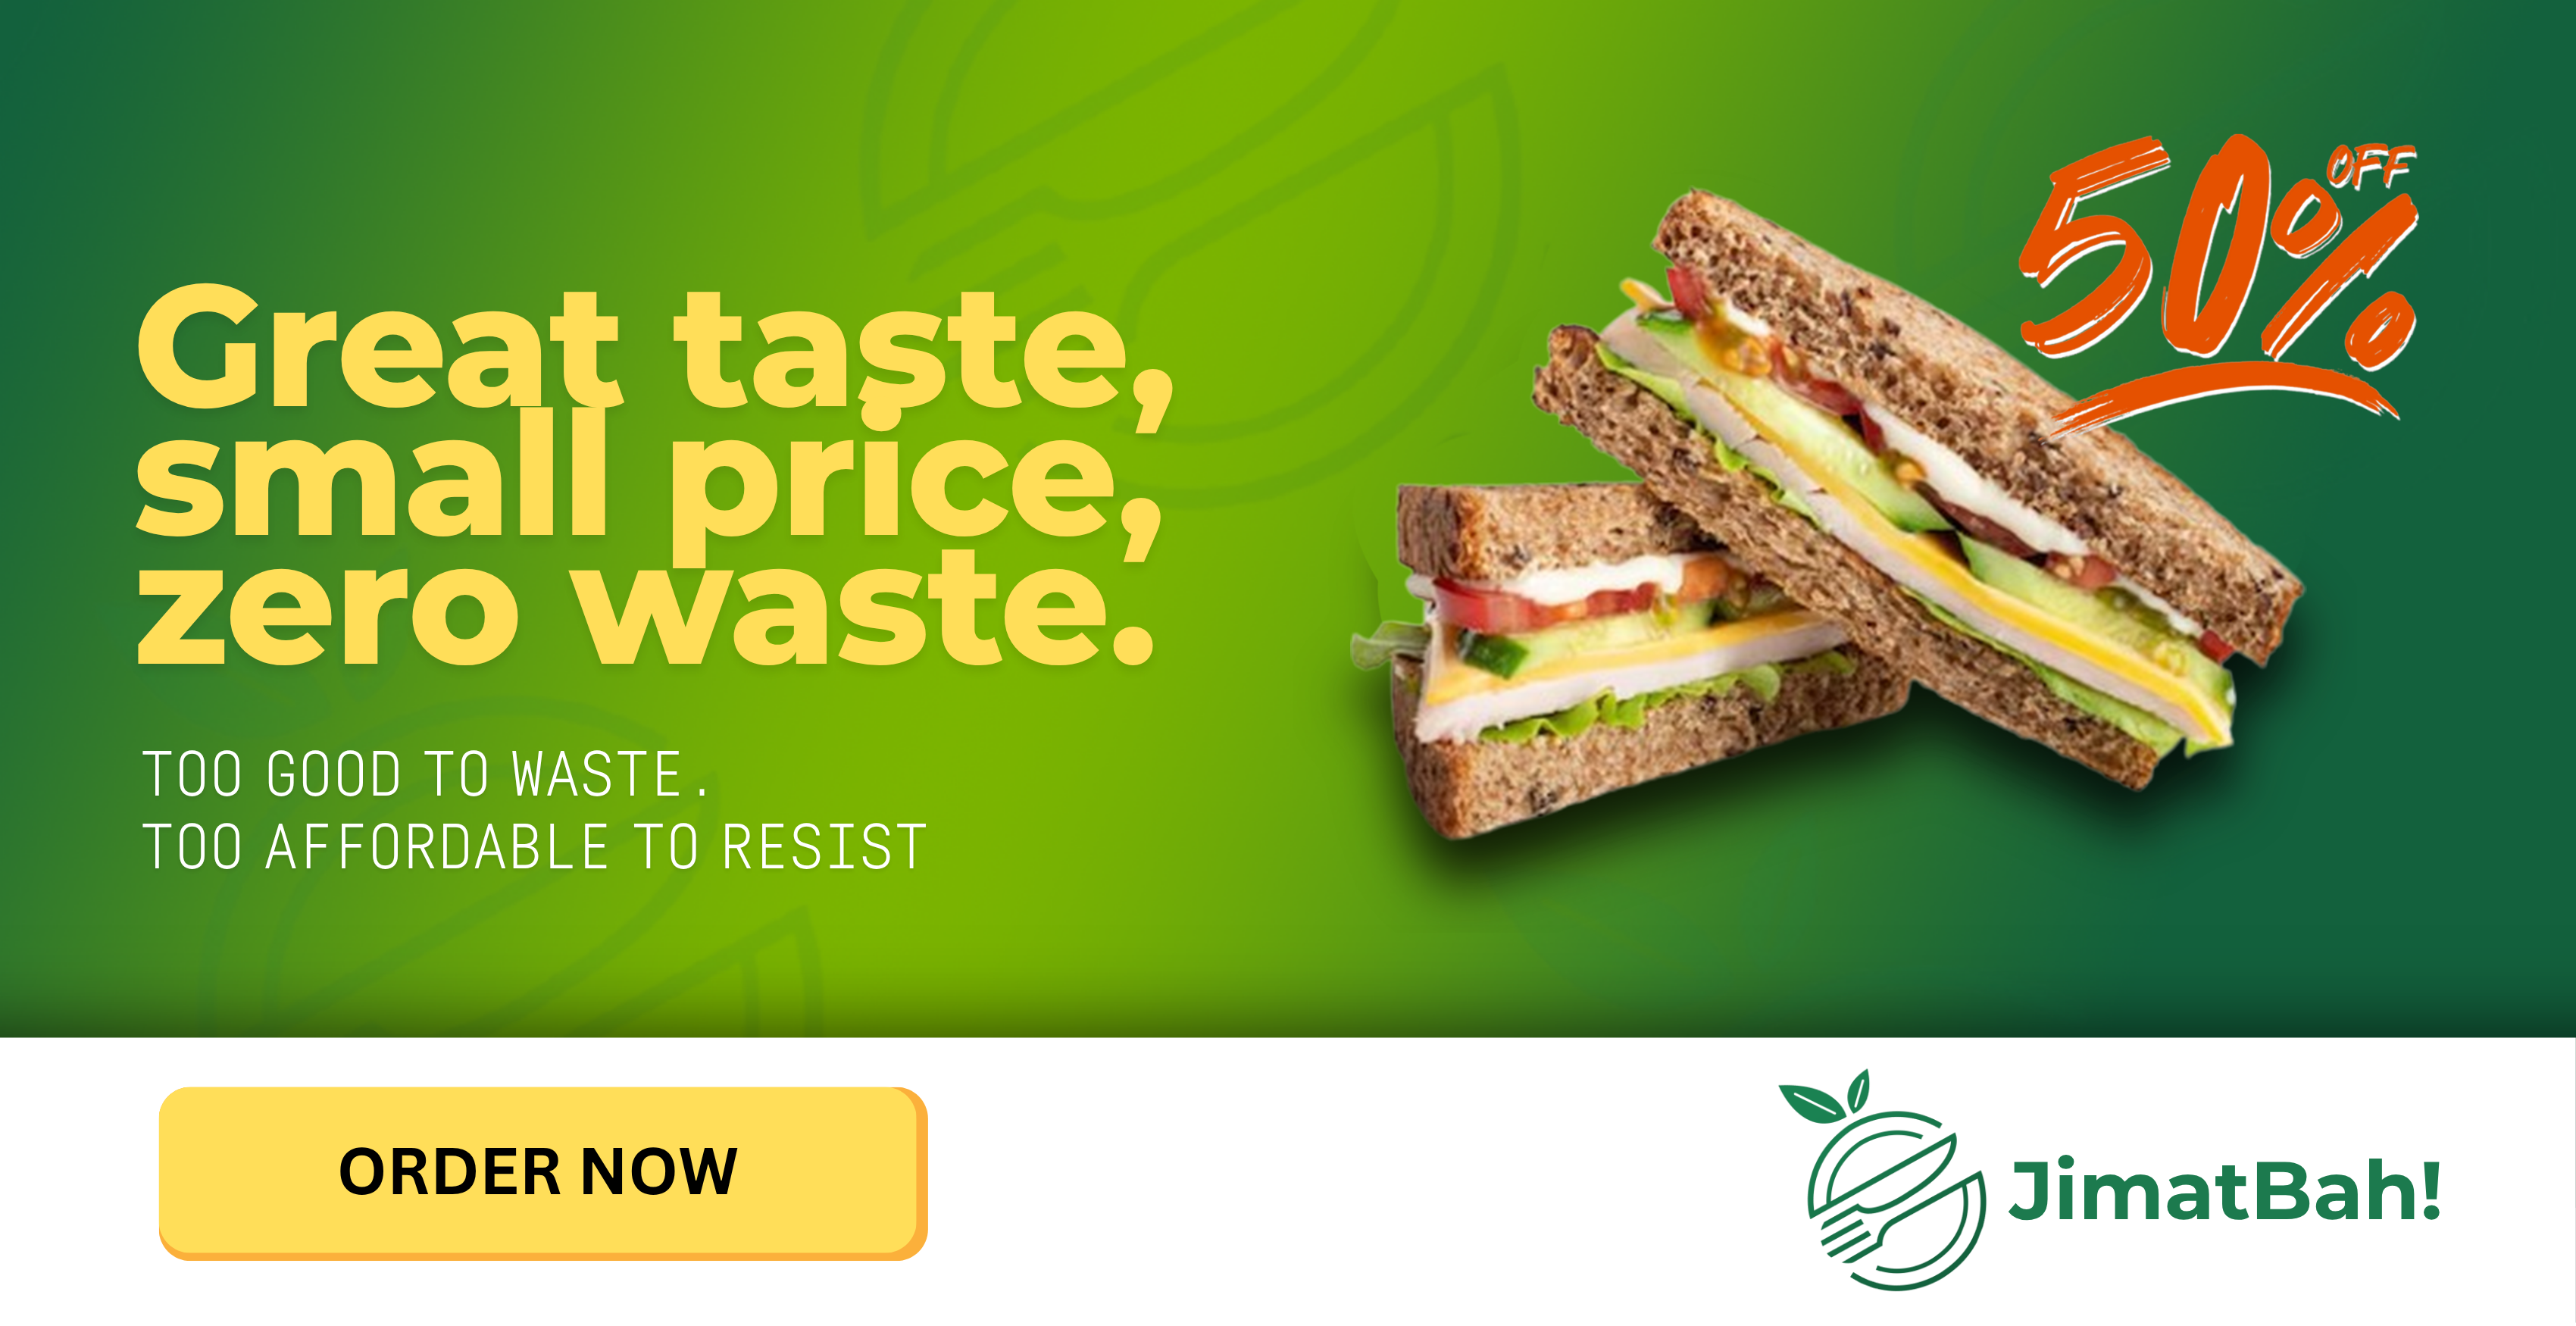 Great taste,
small price,
zero waste.
TOO GOOD TO WASTE.
TOO AFFORDABLE TO RESIST
50% OFF
ORDER NOW
JimatBah!